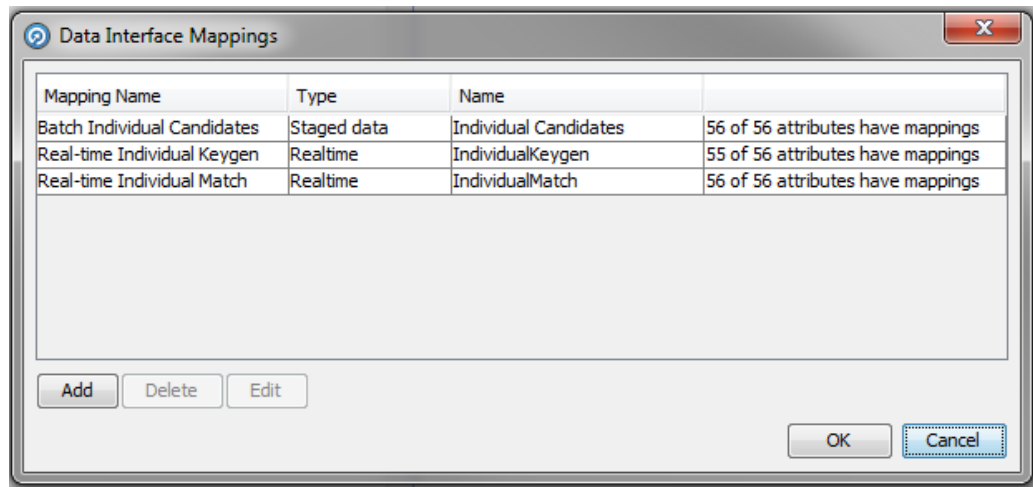 Data Interface Mappings
Mapping Name Type Name
Batch Individual Candidates Staged data Individual Candidates 56 of 56 attributes have mappings
Real-time Individual Keygen Realtime IndividualKeygen 55 of 56 attributes have mappings
Real-time Individual Match Realtime IndividualMatch 56 of 56 attributes have mappings
Add Delete Edit
OK Cancel